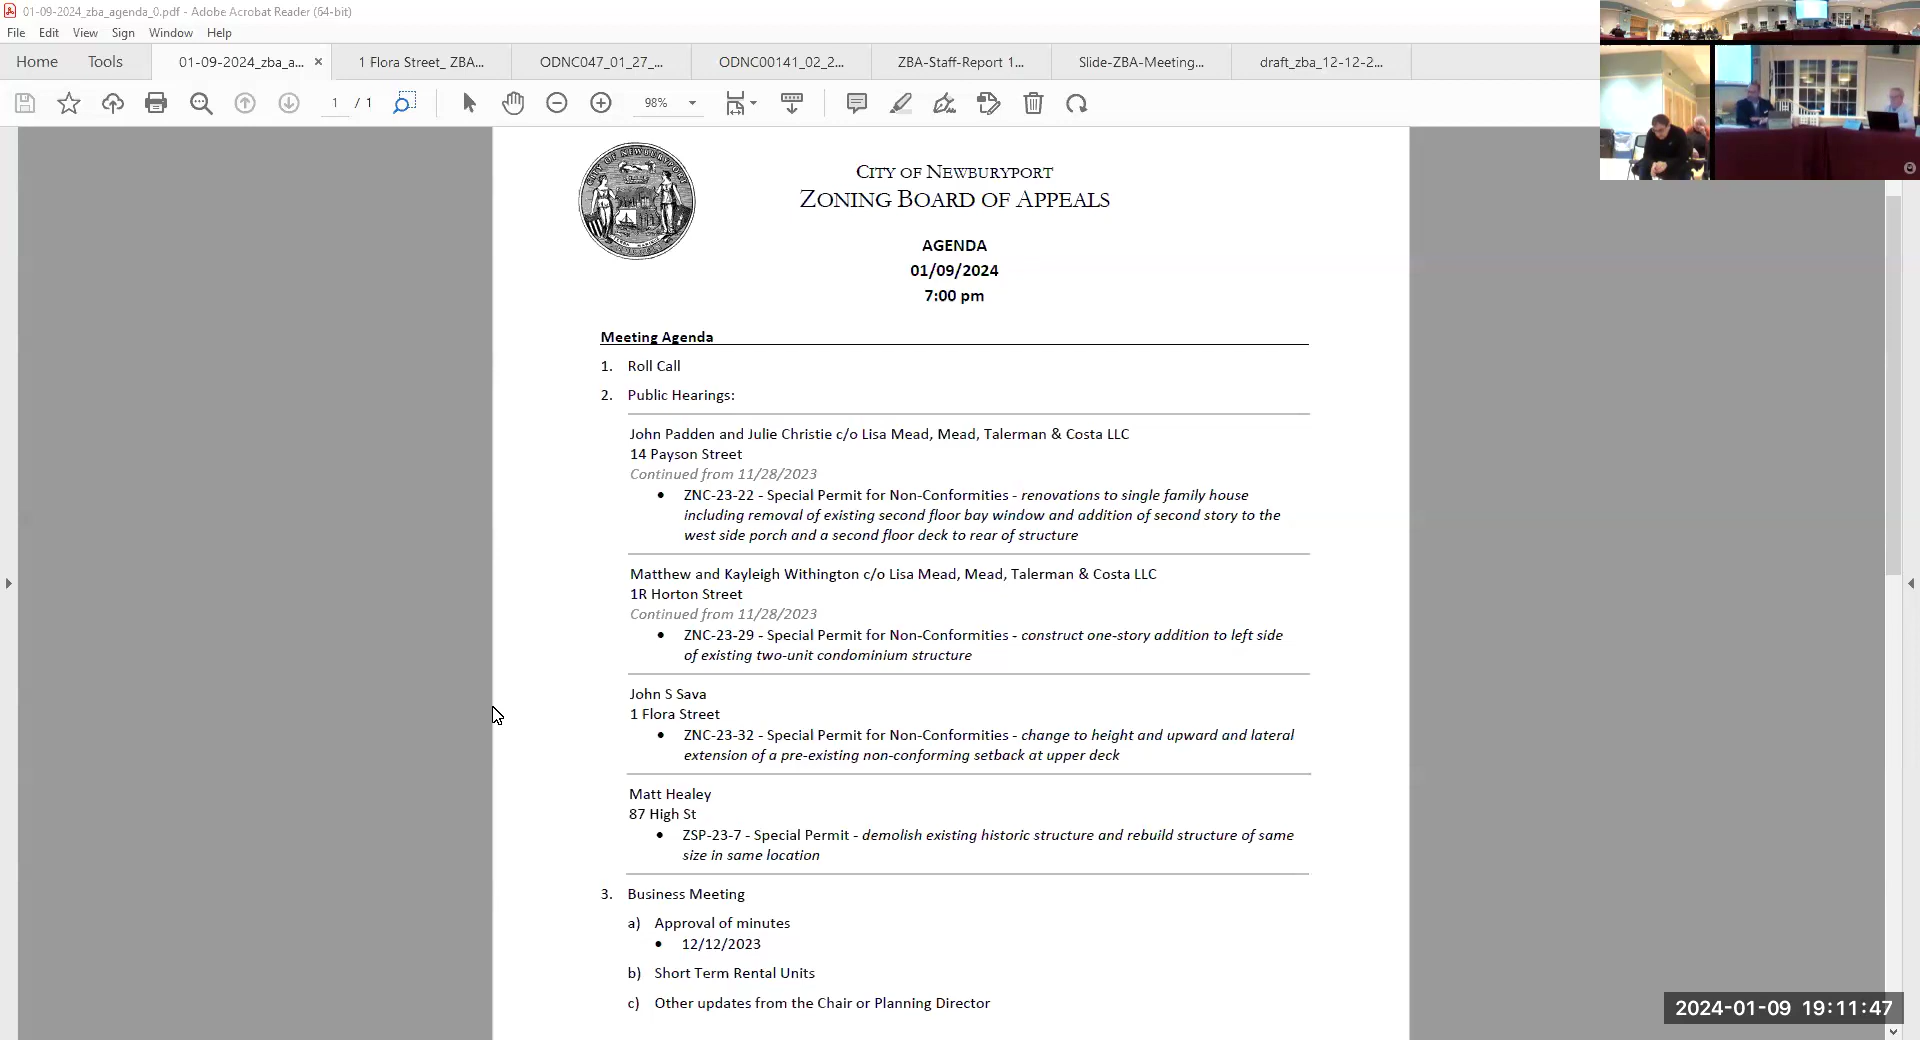 01-09-2024_zba_agenda_0.pdf - Adobe Acrobat Reader (64-bit)
File Edit View Sign Window Help
Home Tools 01-09-2024_zba_a... × 1 Flora Street_ ZBA... ODNC047_01_27_... ODNC00141_02_2... ZBA-Staff-Report 1... Slide-ZBA-Meeting... draft_zba_12-12-2...
1 / 1 98%
CITY OF NEWBURYPORT
ZONING BOARD OF APPEALS
AGENDA
01/09/2024
7:00 pm
Meeting Agenda
1. Roll Call
2. Public Hearings:
John Padden and Julie Christie c/o Lisa Mead, Mead, Talerman & Costa LLC
14 Payson Street
Continued from 11/28/2023
• ZNC-23-22 - Special Permit for Non-Conformities - renovations to single family house
including removal of existing second floor bay window and addition of second story to the
west side porch and a second floor deck to rear of structure
Matthew and Kayleigh Withington c/o Lisa Mead, Mead, Talerman & Costa LLC
1R Horton Street
Continued from 11/28/2023
• ZNC-23-29 - Special Permit for Non-Conformities - construct one-story addition to left side
of existing two-unit condominium structure
John S Sava
1 Flora Street
• ZNC-23-32 - Special Permit for Non-Conformities - change to height and upward and lateral
extension of a pre-existing non-conforming setback at upper deck
Matt Healey
87 High St
• ZSP-23-7 - Special Permit - demolish existing historic structure and rebuild structure of same
size in same location
3. Business Meeting
a) Approval of minutes
• 12/12/2023
b) Short Term Rental Units
c) Other updates from the Chair or Planning Director
2024-01-09 19:11:47